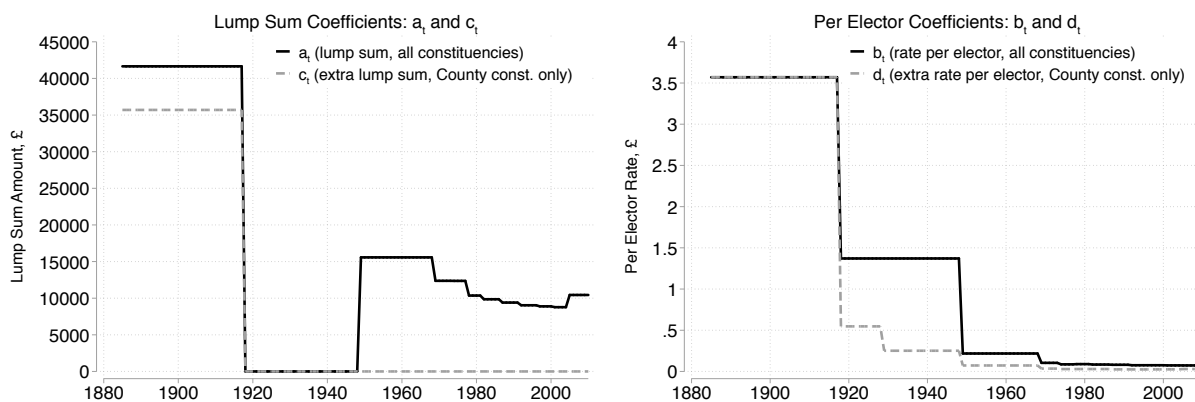 Lump Sum Coefficients: at and ct
Lump Sum Amount, £
45000
40000
35000
30000
25000
20000
15000
10000
5000
0
at (lump sum, all constituencies)
ct (extra lump sum, County const. only)
1880 1900 1920 1940 1960 1980 2000
Per Elector Coefficients: bt and dt
Per Elector Rate, £
4
3.5
3
2.5
2
1.5
1
.5
0
bt (rate per elector, all constituencies)
dt (extra rate per elector, County const. only)
1880 1900 1920 1940 1960 1980 2000